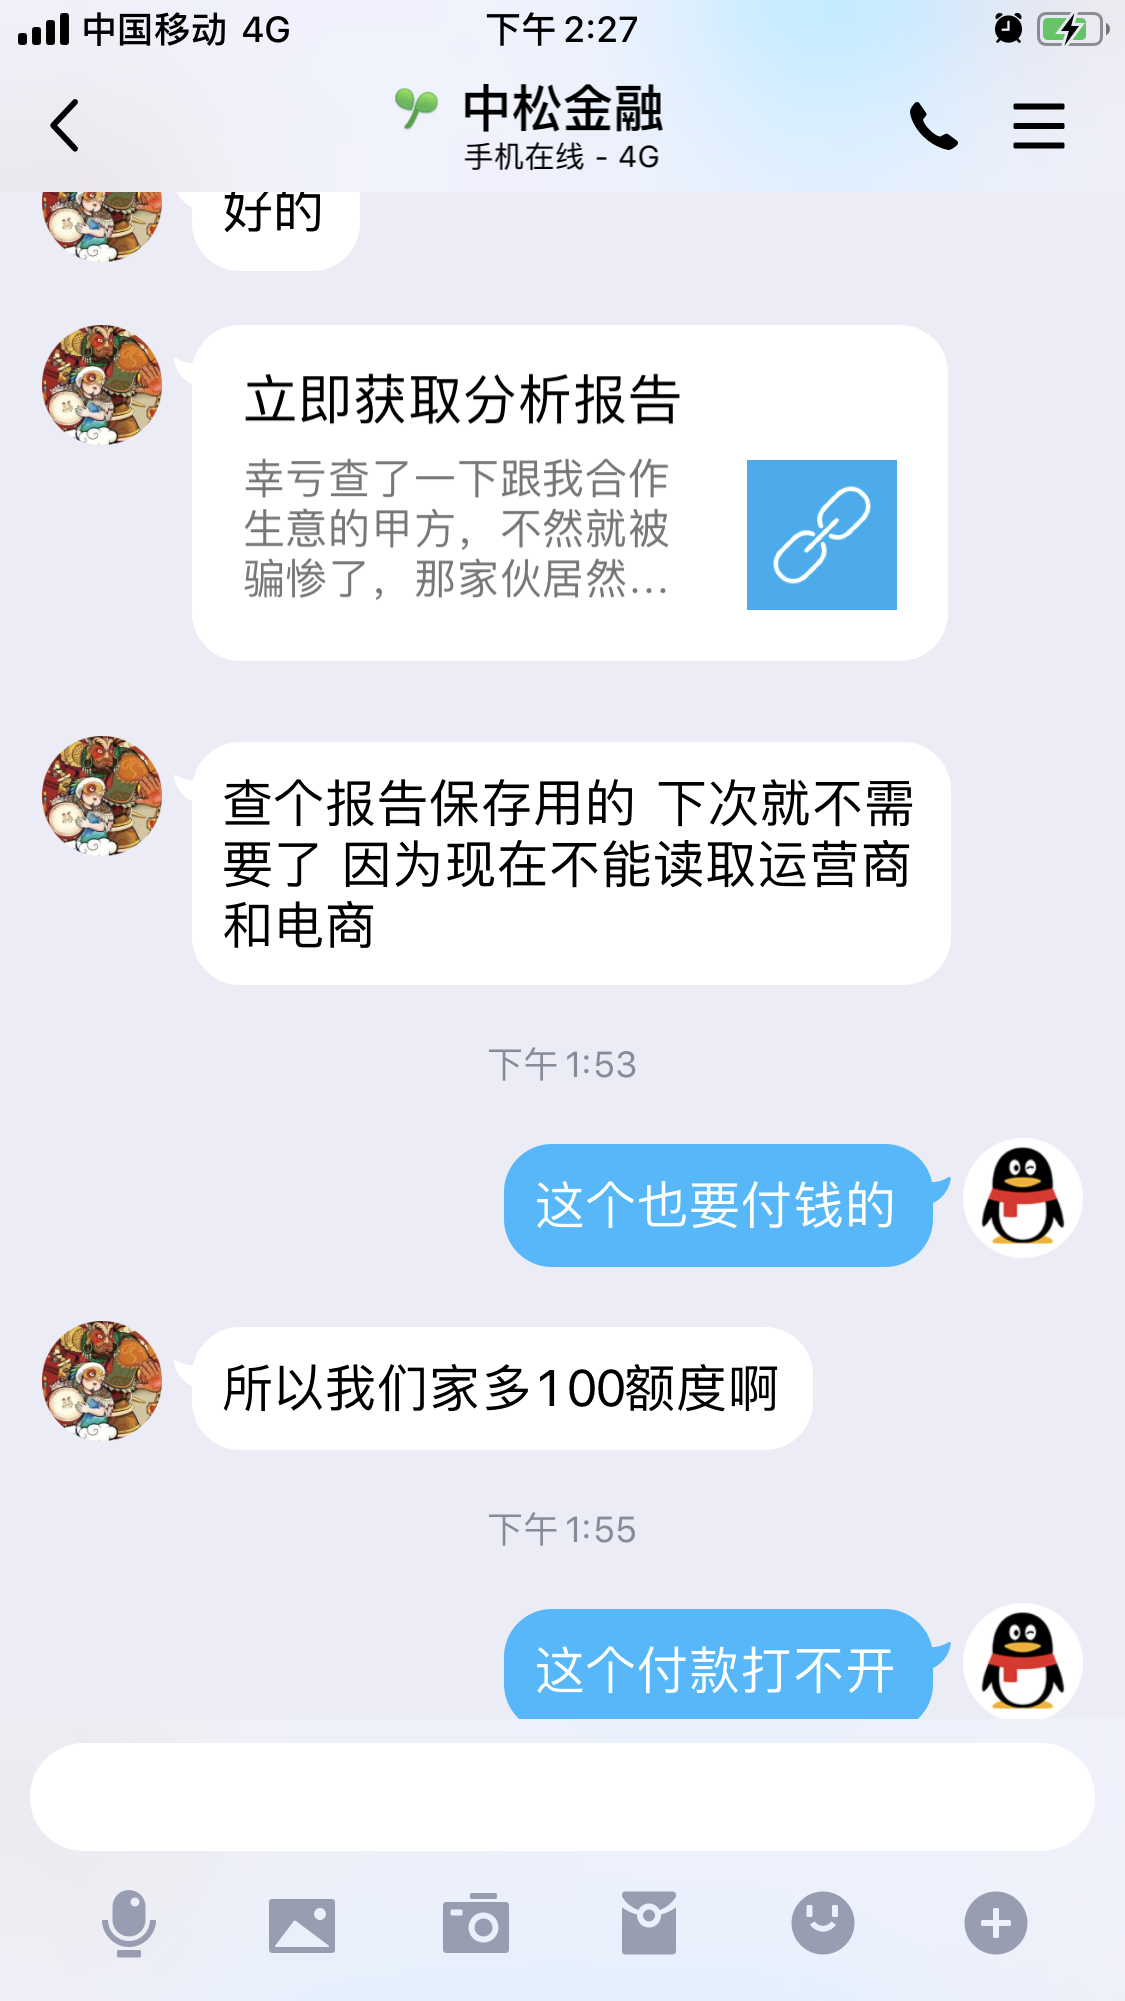 中国移动 4G
下午 2:27
中松金融
手机在线 - 4G
好的
立即获取分析报告
幸亏查了一下跟我合作
生意的甲方，不然就被
骗惨了，那家伙居然...
查个报告保存用的 下次就不需
要了 因为现在不能读取运营商
和电商
下午 1:53
这个也要付钱的
所以我们家多100额度啊
下午 1:55
这个付款打不开